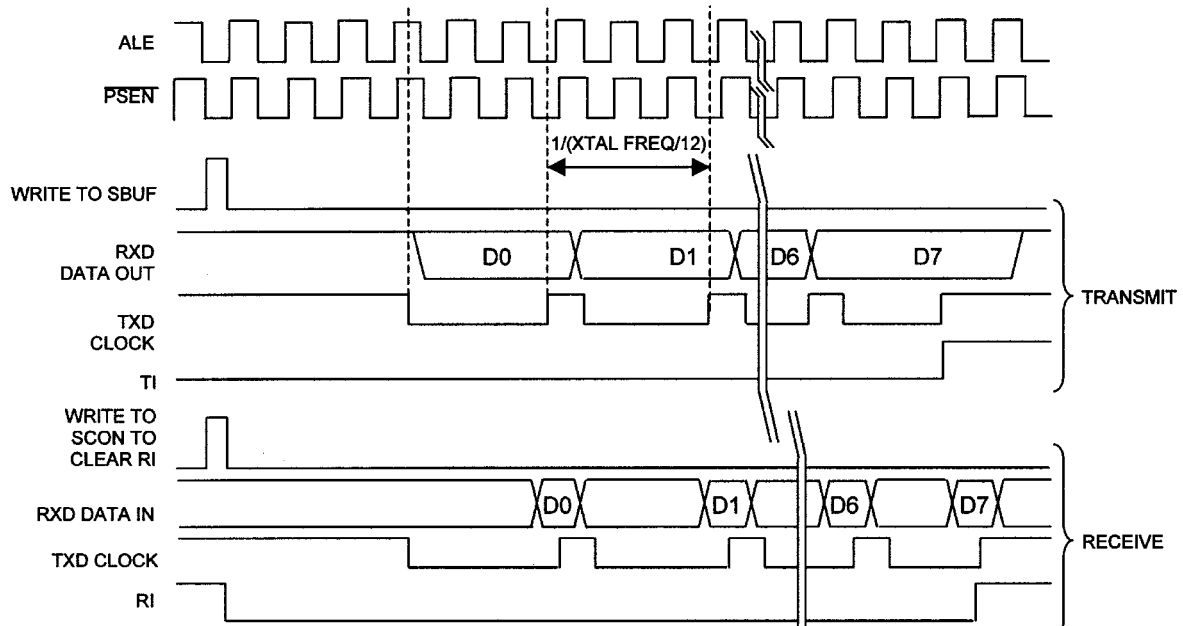 ALE
PSEN
1/(XTAL FREQ/12)
WRITE TO SBUF
RXD
DATA OUT
D0 D1 D6 D7
TXD
CLOCK
TI
TRANSMIT
WRITE TO
SCON TO
CLEAR RI
RXD DATA IN
D0 D1 D6 D7
TXD CLOCK
RI
RECEIVE